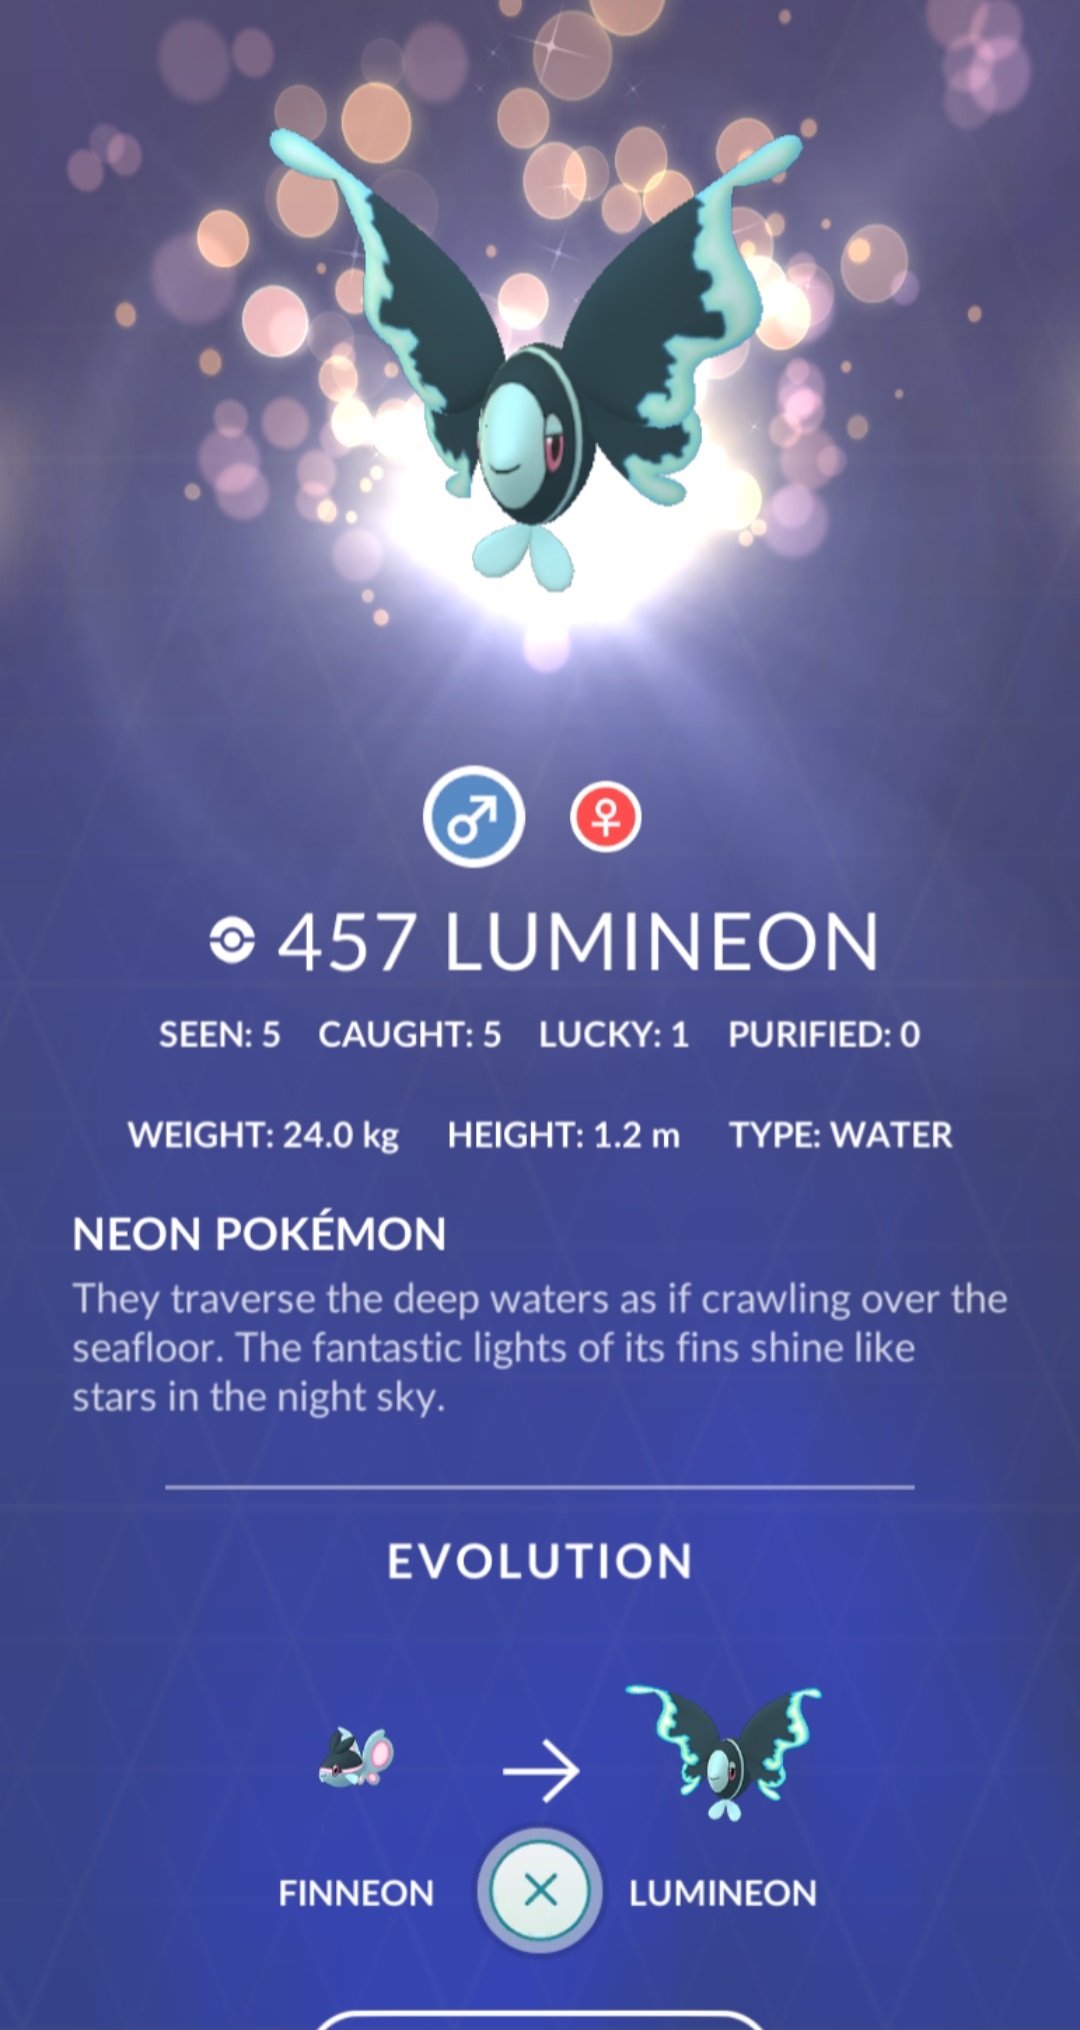 457 LUMINEON
SEEN: 5 CAUGHT: 5 LUCKY: 1 PURIFIED: 0
WEIGHT: 24.0 kg HEIGHT: 1.2 m TYPE: WATER
NEON POKÉMON
They traverse the deep waters as if crawling over the
seafloor. The fantastic lights of its fins shine like
stars in the night sky.
EVOLUTION
FINNEON LUMINEON